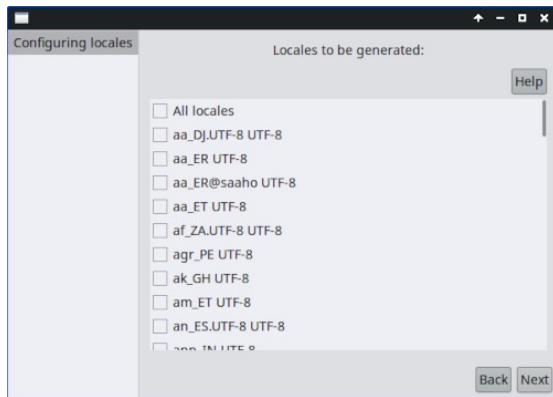 Configuring locales
Locales to be generated:
Help
All locales
aa_DJ.UTF-8 UTF-8
aa_ER UTF-8
aa_ER@saaho UTF-8
aa_ET UTF-8
af_ZA.UTF-8 UTF-8
agr_PE UTF-8
ak_GH UTF-8
am_ET UTF-8
an_ES.UTF-8 UTF-8
Back Next